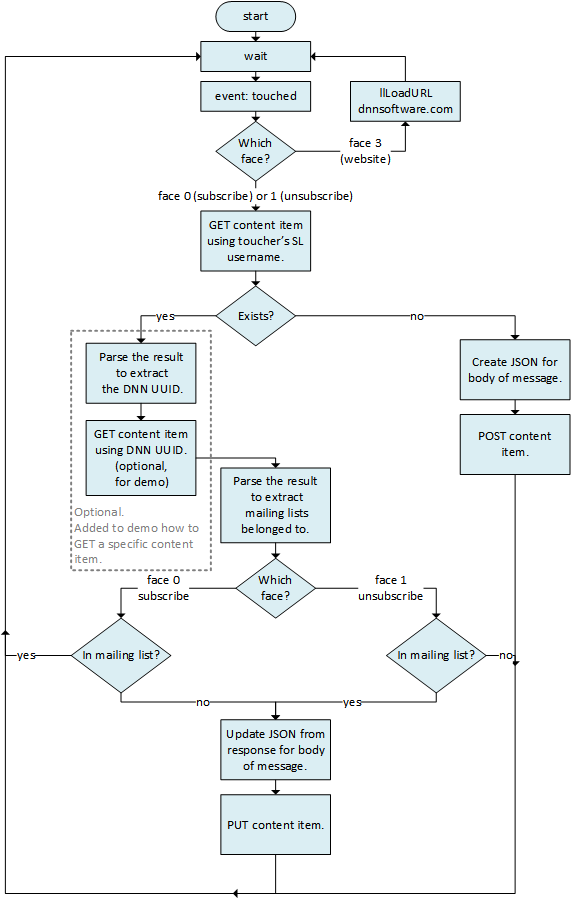 start
wait
event: touched
llLoadURL
dnnsoftware.com
Which
face?
face 3
(website)
face 0 (subscribe) or 1 (unsubscribe)
GET content item
using toucher’s SL
username.
Exists?
yes
no
Parse the result
to extract
the DNN UUID.
Create JSON for
body of message.
GET content item
using DNN UUID.
(optional,
for demo)
POST content
item.
Parse the result
to extract
mailing lists
belonged to.
Optional.
Added to demo how to
GET a specific content
item.
face 0
subscribe
Which
face?
face 1
unsubscribe
yes
In mailing list?
In mailing list?
no
no
yes
Update JSON from
response for body
of message.
PUT content item.